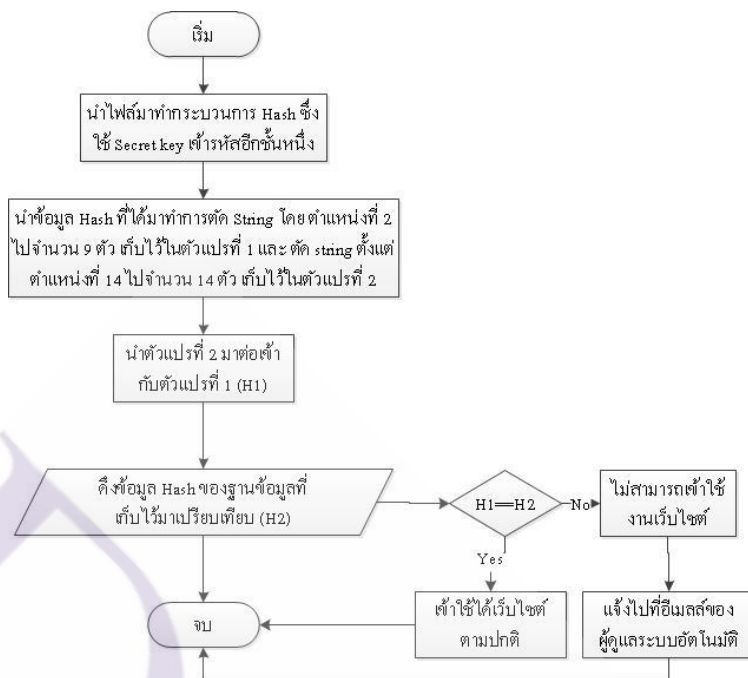 เริ่ม
นำไฟล์มาทำกระบวนการ Hash ซึ่ง
ใช้ Secret key เข้ารหัสอีกชั้นหนึ่ง
นำข้อมูล Hash ที่ได้มาทำการตัด String โดยตำแหน่งที่ 2
ไปจำนวน 9 ตัว เก็บไว้ในตัวแปรที่ 1 และ ตัด string ตั้งแต่
ตำแหน่งที่ 14 ไปจำนวน 14 ตัว เก็บไว้ในตัวแปรที่ 2
นำตัวแปรที่ 2 มาต่อเข้า
กับตัวแปรที่ 1 (H1)
ดึงข้อมูล Hash ของฐานข้อมูลที่
เก็บไว้มาเปรียบเทียบ (H2)
H1==H2
No
ไม่สามารถเข้าใช้
งานเว็บไซต์
Yes
เข้าใช้ได้เว็บไซต์
ตามปกติ
แจ้งไปที่อีเมลล์ของ
ผู้ดูแลระบบอัตโนมัติ
จบ